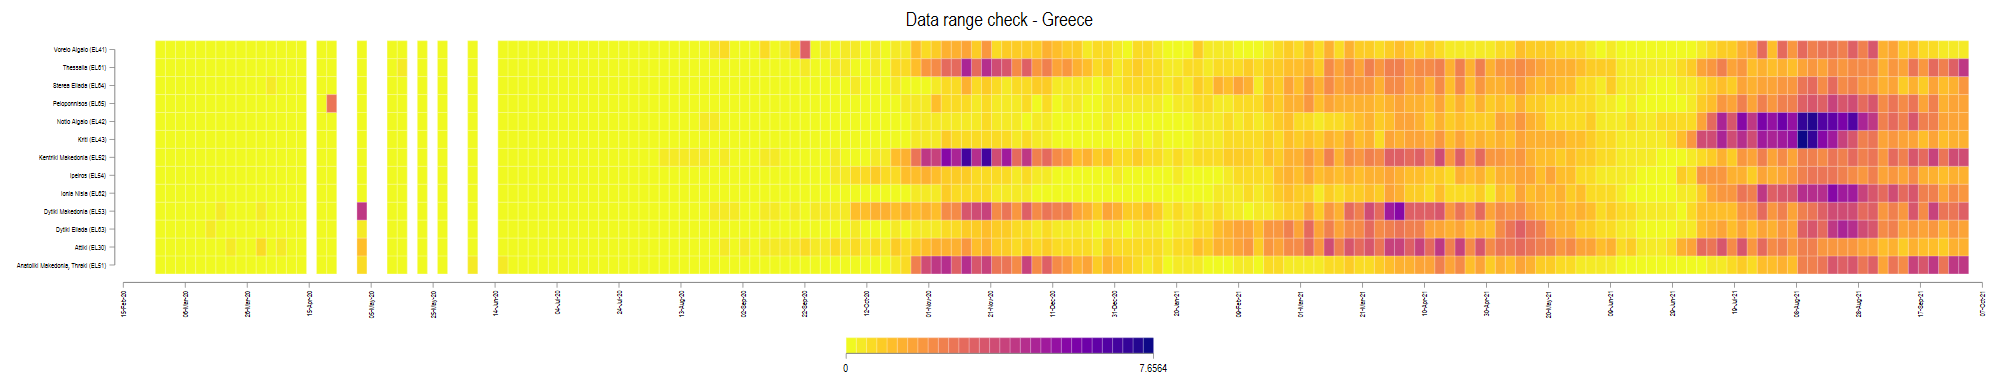 Data range check - Greece
Voreio Aigaio (EL41)
Thessalia (EL61)
Sterea Ellada (EL64)
Peloponnisos (EL65)
Notio Aigaio (EL42)
Kriti (EL43)
Kentriki Makedonia (EL52)
Ipeiros (EL54)
Ionia Nisia (EL62)
Dytiki Makedonia (EL53)
Dytiki Ellada (EL63)
Attiki (EL30)
Anatoliki Makedonia, Thraki (EL51)
15-Feb-20
06-Mar-20
26-Mar-20
15-Apr-20
05-May-20
25-May-20
14-Jun-20
04-Jul-20
24-Jul-20
13-Aug-20
02-Sep-20
22-Sep-20
12-Oct-20
01-Nov-20
21-Nov-20
11-Dec-20
31-Dec-20
20-Jan-21
09-Feb-21
01-Mar-21
21-Mar-21
10-Apr-21
30-Apr-21
20-May-21
09-Jun-21
29-Jun-21
19-Jul-21
08-Aug-21
28-Aug-21
17-Sep-21
07-Oct-21
0
7.6564